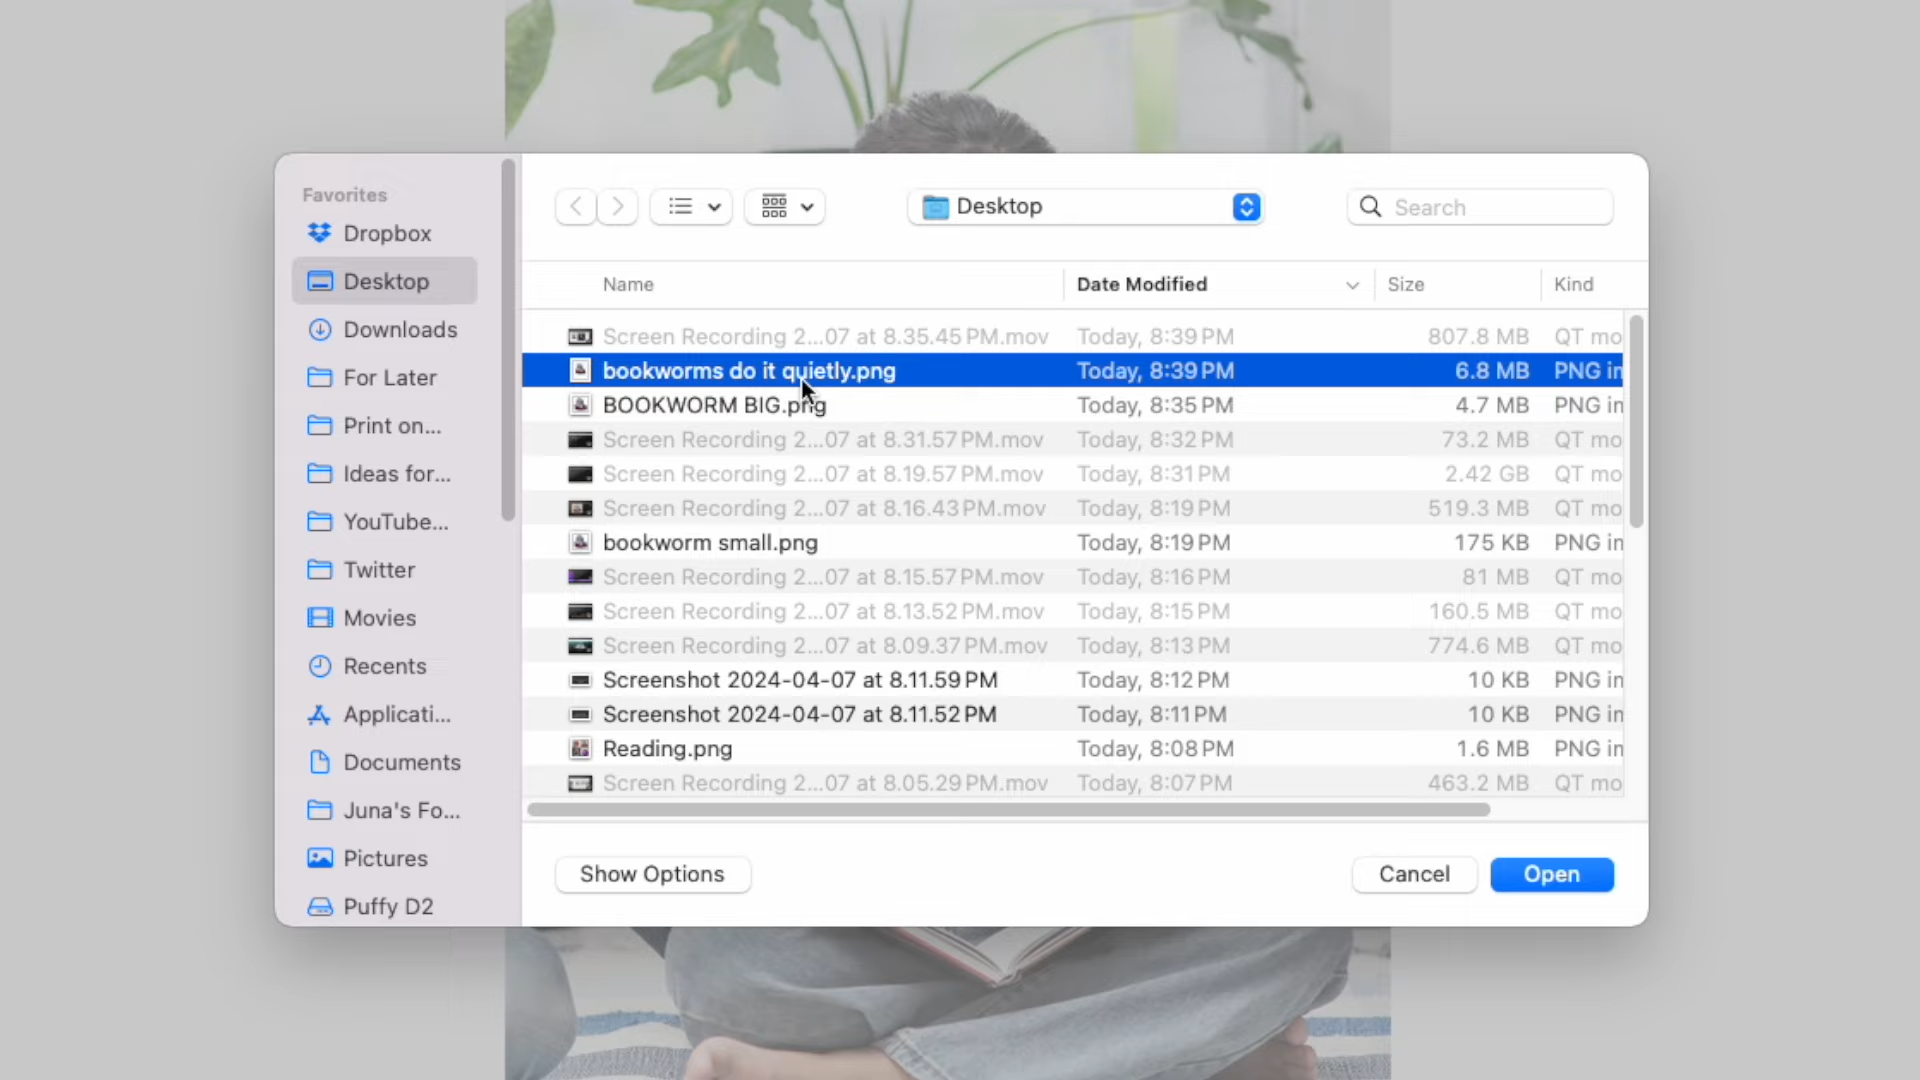 Favorites
Dropbox
Desktop
Downloads
For Later
Print on...
Ideas for...
YouTube...
Twitter
Movies
Recents
Applicati...
Documents
Juna's Fo...
Pictures
Puffy D2
Desktop
Search
Name Date Modified Size Kind
Screen Recording 2...07 at 8.35.45 PM.mov Today, 8:39 PM 807.8 MB QT mo
bookworms do it quietly.png Today, 8:39 PM 6.8 MB PNG in
BOOKWORM BIG.png Today, 8:35 PM 4.7 MB PNG in
Screen Recording 2...07 at 8.31.57 PM.mov Today, 8:32 PM 73.2 MB QT mo
Screen Recording 2...07 at 8.19.57 PM.mov Today, 8:31 PM 2.42 GB QT mo
Screen Recording 2...07 at 8.16.43 PM.mov Today, 8:19 PM 519.3 MB QT mo
bookworm small.png Today, 8:19 PM 175 KB PNG in
Screen Recording 2...07 at 8.15.57 PM.mov Today, 8:16 PM 81 MB QT mo
Screen Recording 2...07 at 8.13.52 PM.mov Today, 8:15 PM 160.5 MB QT mo
Screen Recording 2...07 at 8.09.37 PM.mov Today, 8:13 PM 774.6 MB QT mo
Screenshot 2024-04-07 at 8.11.59 PM Today, 8:12 PM 10 KB PNG in
Screenshot 2024-04-07 at 8.11.52 PM Today, 8:11 PM 10 KB PNG in
Reading.png Today, 8:08 PM 1.6 MB PNG in
Screen Recording 2...07 at 8.05.29 PM.mov Today, 8:07 PM 463.2 MB QT mo
Show Options Cancel Open